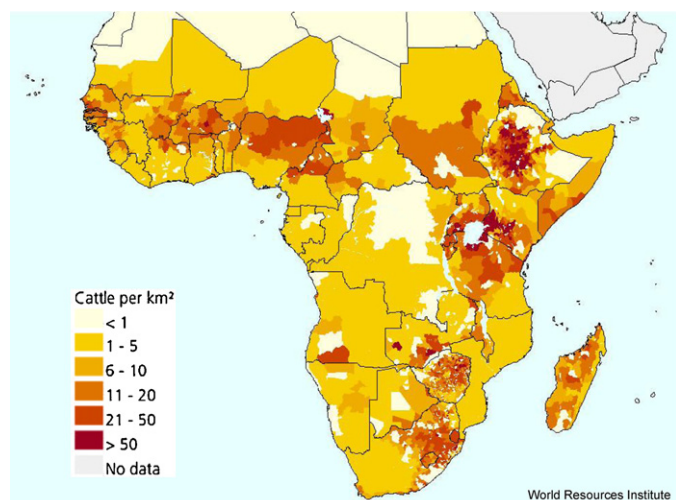 Cattle per km²
< 1
1 - 5
6 - 10
11 - 20
21 - 50
> 50
No data
World Resources Institute